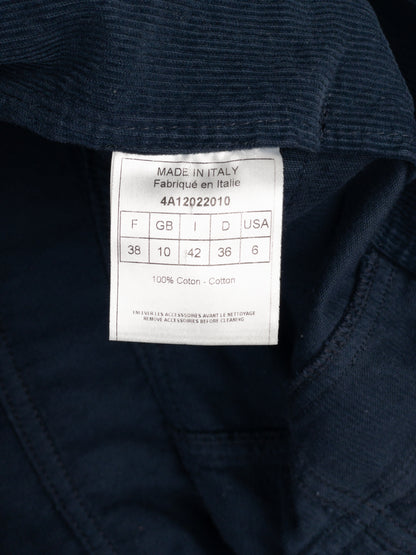 MADE IN ITALY
Fabriqué en Italie
4A12022010
F GB I D USA
38 10 42 36 6
100% Coton - Cotton
ENLEVER LES ACCESSOIRES AVANT LE NETTOYAGE
REMOVE ACCESSORIES BEFORE CLEANING